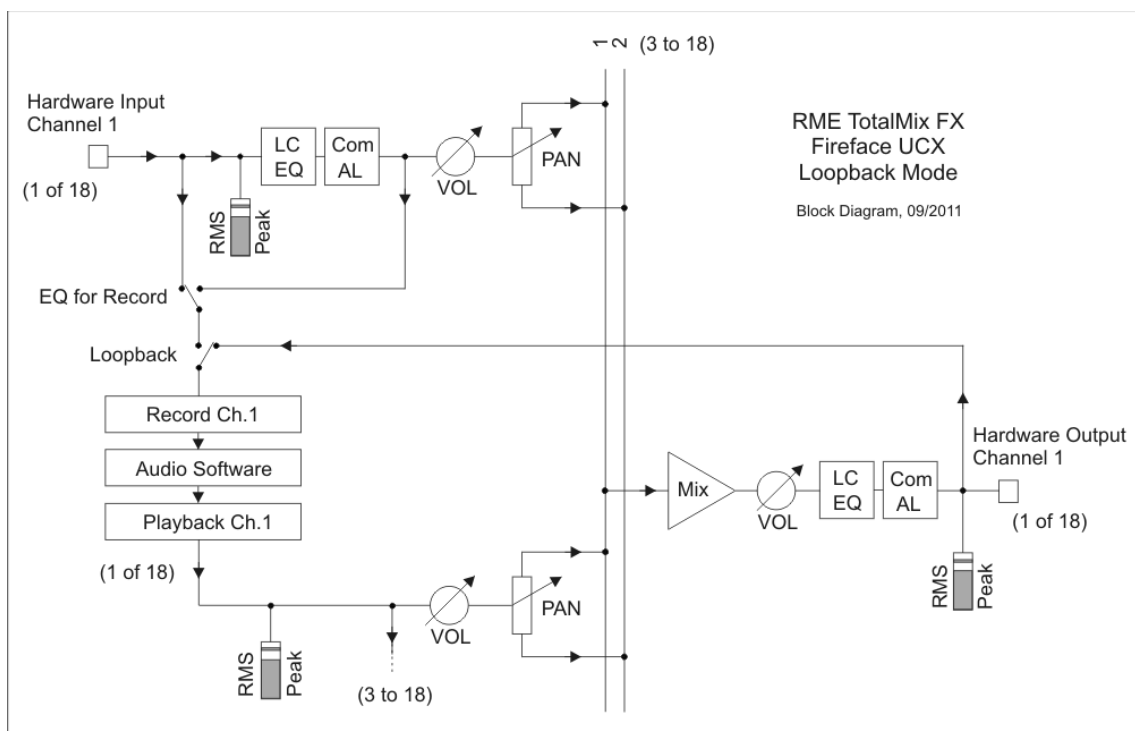 1
2
(3 to 18)
Hardware Input
Channel 1
(1 of 18)
LC
EQ
Com
AL
VOL
PAN
RMS
Peak
RME TotalMix FX
Fireface UCX
Loopback Mode
Block Diagram, 09/2011
EQ for Record
Loopback
Record Ch.1
Audio Software
Playback Ch.1
(1 of 18)
RMS
Peak
(3 to 18)
VOL
PAN
Mix
VOL
LC
EQ
Com
AL
Hardware Output
Channel 1
(1 of 18)
RMS
Peak